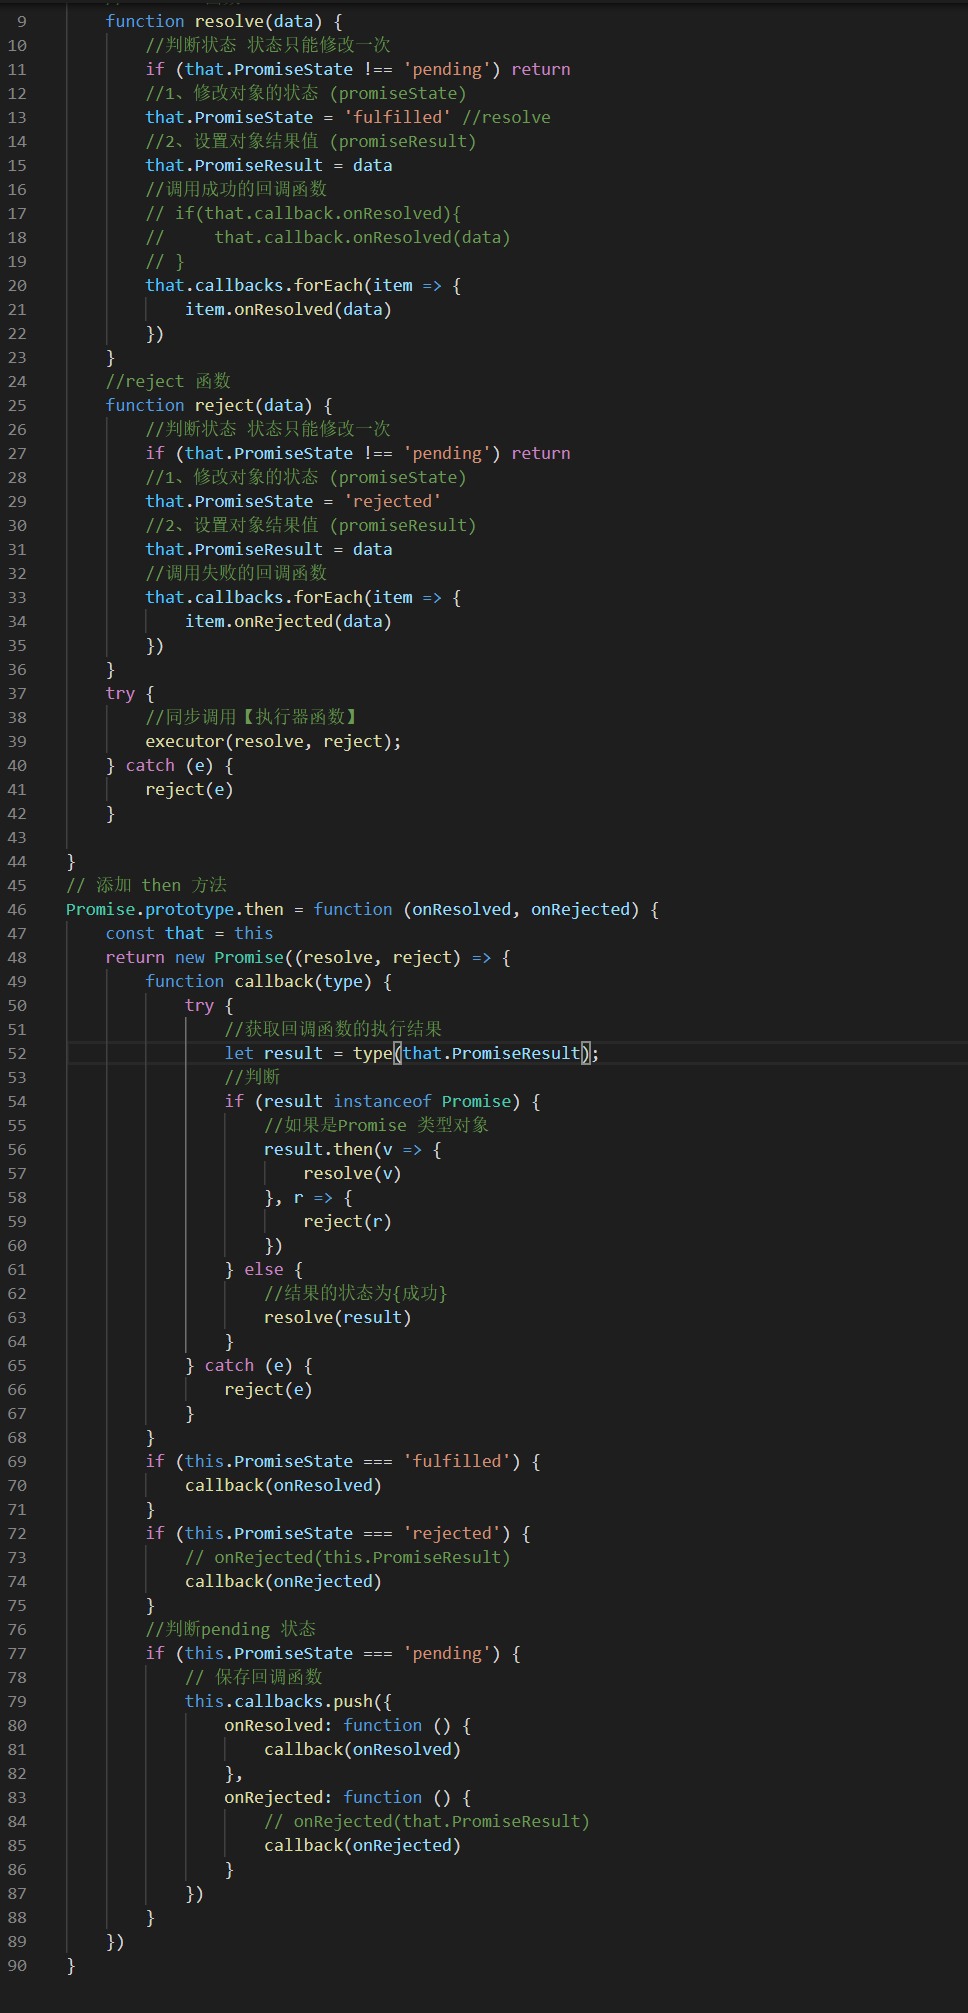 9 function resolve(data) {
10 //判断状态 状态只能修改一次
11 if (that.PromiseState !== 'pending') return
12 //1、修改对象的状态 (promiseState)
13 that.PromiseState = 'fulfilled' //resolve
14 //2、设置对象结果值 (promiseResult)
15 that.PromiseResult = data
16 //调用成功的回调函数
17 // if(that.callback.onResolved){
18 //     that.callback.onResolved(data)
19 // }
20 that.callbacks.forEach(item => {
21 item.onResolved(data)
22 })
23 }
24 //reject 函数
25 function reject(data) {
26 //判断状态 状态只能修改一次
27 if (that.PromiseState !== 'pending') return
28 //1、修改对象的状态 (promiseState)
29 that.PromiseState = 'rejected'
30 //2、设置对象结果值 (promiseResult)
31 that.PromiseResult = data
32 //调用失败的回调函数
33 that.callbacks.forEach(item => {
34 item.onRejected(data)
35 })
36 }
37 try {
38 //同步调用【执行器函数】
39 executor(resolve, reject);
40 } catch (e) {
41 reject(e)
42 }
43
44 }
45 // 添加 then 方法
46 Promise.prototype.then = function (onResolved, onRejected) {
47 const that = this
48 return new Promise((resolve, reject) => {
49 function callback(type) {
50 try {
51 //获取回调函数的执行结果
52 let result = type(that.PromiseResult);
53 //判断
54 if (result instanceof Promise) {
55 //如果是Promise 类型对象
56 result.then(v => {
57 resolve(v)
58 }, r => {
59 reject(r)
60 })
61 } else {
62 //结果的状态为{成功}
63 resolve(result)
64 }
65 } catch (e) {
66 reject(e)
67 }
68 }
69 if (this.PromiseState === 'fulfilled') {
70 callback(onResolved)
71 }
72 if (this.PromiseState === 'rejected') {
73 // onRejected(this.PromiseResult)
74 callback(onRejected)
75 }
76 //判断pending 状态
77 if (this.PromiseState === 'pending') {
78 // 保存回调函数
79 this.callbacks.push({
80 onResolved: function () {
81 callback(onResolved)
82 },
83 onRejected: function () {
84 // onRejected(that.PromiseResult)
85 callback(onRejected)
86 }
87 })
88 }
89 })
90 }